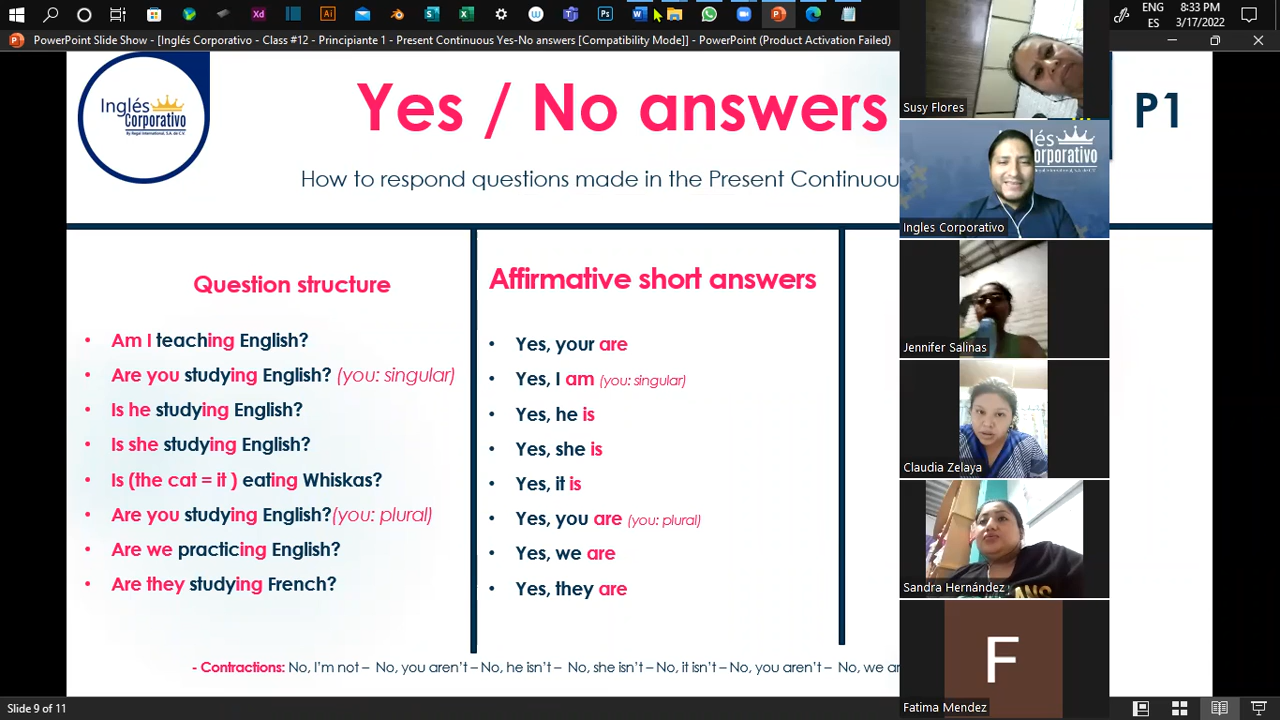 Xd
Ai
Ps
ENG
ES
8:33 PM
3/17/2022
PowerPoint Slide Show - [Inglés Corporativo - Class #12 - Principiante 1 - Present Continuous Yes-No answers [Compatibility Mode]] - PowerPoint (Product Activation Failed)
Inglés
Corporativo
By Regal International, S.A. de C.V.
Yes / No answers
P1
How to respond questions made in the Present Continuou
Question structure
• Am I teaching English?
• Are you studying English? (you: singular)
• Is he studying English?
• Is she studying English?
• Is (the cat = it ) eating Whiskas?
• Are you studying English?(you: plural)
• Are we practicing English?
• Are they studying French?
Affirmative short answers
• Yes, your are
• Yes, I am (you: singular)
• Yes, he is
• Yes, she is
• Yes, it is
• Yes, you are (you: plural)
• Yes, we are
• Yes, they are
- Contractions: No, I'm not – No, you aren't – No, he isn't – No, she isn't – No, it isn't – No, you aren't – No, we ar
Susy Flores
Ingles Corporativo
Jennifer Salinas
Claudia Zelaya
Sandra Hernández
F
Fatima Mendez
Slide 9 of 11